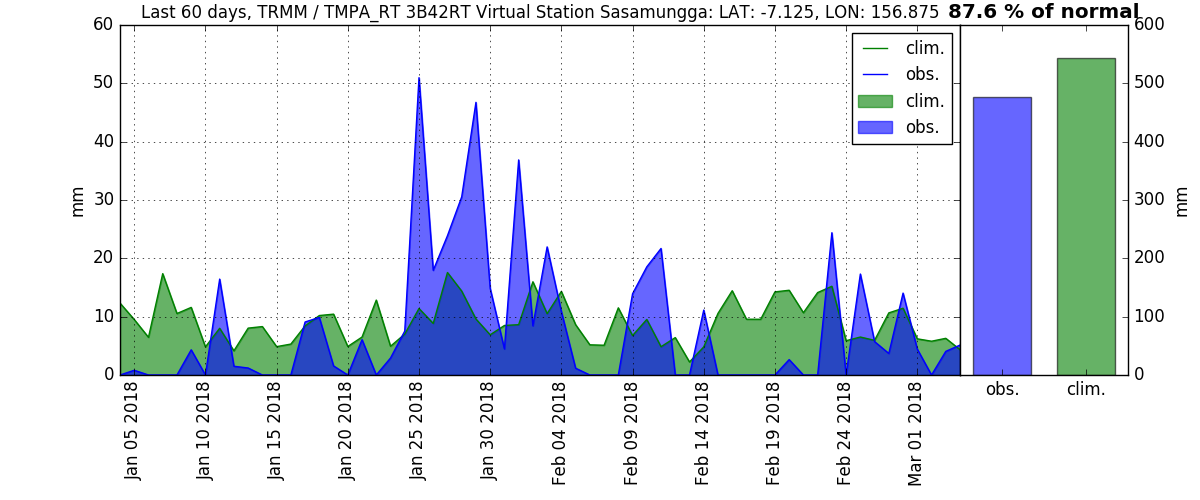 Last 60 days, TRMM / TMPA_RT 3B42RT Virtual Station Sasamungga: LAT: -7.125, LON: 156.875
87.6 % of normal
60
50
40
30
20
10
0
mm
clim.
obs.
clim.
obs.
600
500
400
300
200
100
0
mm
obs.
clim.
Jan 05 2018
Jan 10 2018
Jan 15 2018
Jan 20 2018
Jan 25 2018
Jan 30 2018
Feb 04 2018
Feb 09 2018
Feb 14 2018
Feb 19 2018
Feb 24 2018
Mar 01 2018